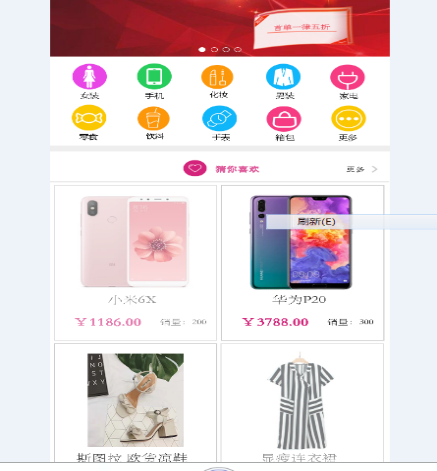 首单一律五折
女装 手机 化妆 男装 家电
零食 饮料 手表 箱包 更多
猜你喜欢 更多
刷新(E)
小米6X 华为P20
￥1186.00 销量：200 ￥3788.00 销量：300
斯图拉 欧美凉鞋 显瘦连衣裙